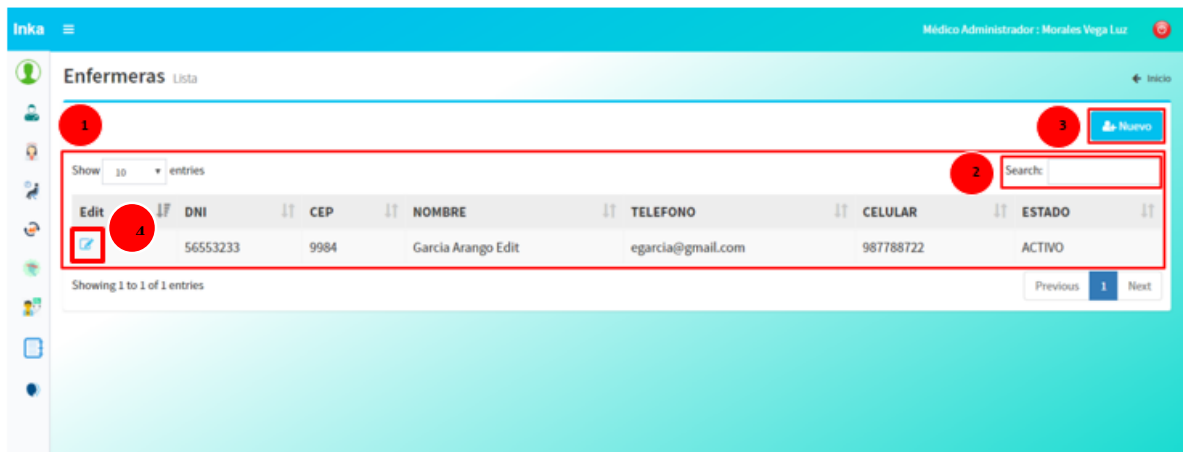 Inka Médico Administrador : Morales Vega Luz
Enfermeras Lista Inicio
1 3 Nuevo
Show 10 entries 2 Search:
Edit DNI CEP NOMBRE TELEFONO CELULAR ESTADO
4 56553233 9984 Garcia Arango Edit egarcia@gmail.com 987788722 ACTIVO
Showing 1 to 1 of 1 entries Previous 1 Next